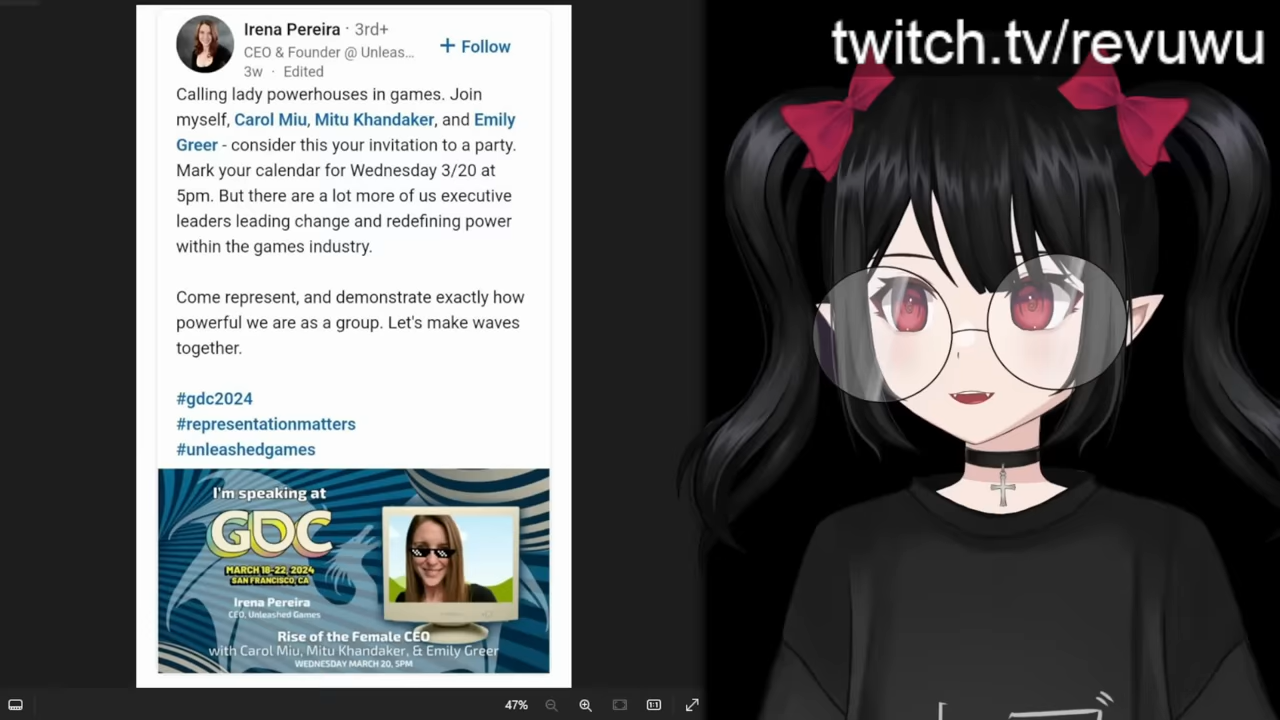 twitch.tv/revuwu
Irena Pereira · 3rd+
CEO & Founder @ Unleas...
3w · Edited
+ Follow
Calling lady powerhouses in games. Join
myself, Carol Miu, Mitu Khandaker, and Emily
Greer - consider this your invitation to a party.
Mark your calendar for Wednesday 3/20 at
5pm. But there are a lot more of us executive
leaders leading change and redefining power
within the games industry.
Come represent, and demonstrate exactly how
powerful we are as a group. Let's make waves
together.
#gdc2024
#representationmatters
#unleashedgames
I'm speaking at
GDC
MARCH 18-22, 2024
SAN FRANCISCO, CA
Irena Pereira
CEO, Unleashed Games
Rise of the Female CEO
with Carol Miu, Mitu Khandaker, & Emily Greer
WEDNESDAY MARCH 20, 5PM
47%
1:1